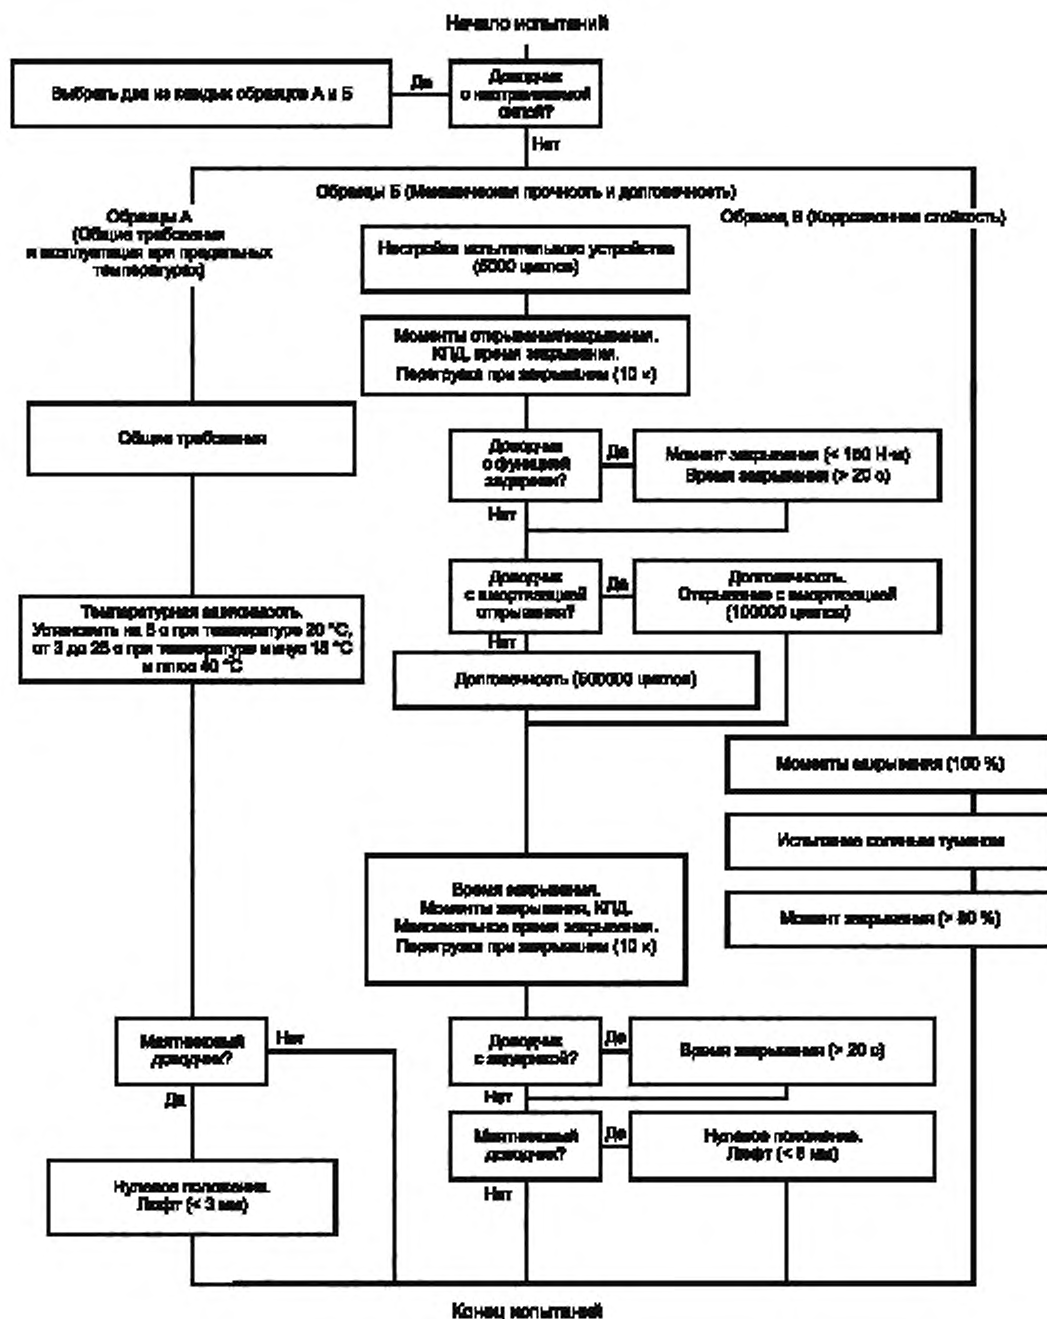 Начало испытаний
Выбрать два из каждых образцов А и Б
Да
Доводчик
с настраиваемой
силой?
Нет
Образцы Б (Механическая прочность и долговечность)
Образцы А
(Общие требования
и эксплуатация при предельных
температурах)
Образец В (Коррозионная стойкость)
Настройка испытательного устройства
(5000 циклов)
Моменты открывания/закрывания.
КПД, время закрывания.
Перегрузка при закрывании (10 ×)
Общие требования
Доводчик
с функцией
задержки?
Да
Момент закрывания (< 150 Н·м)
Время закрывания (> 20 с)
Нет
Доводчик
с амортизацией
открывания?
Да
Долговечность.
Открывание с амортизацией
(100000 циклов)
Нет
Температурная зависимость.
Установить на 5 с при температуре 20 °С,
от 3 до 25 с при температуре минус 15 °С
и плюс 40 °С
Долговечность (500000 циклов)
Моменты закрывания (100 %)
Испытание соляным туманом
Момент закрывания (> 80 %)
Время закрывания.
Моменты закрывания, КПД.
Максимальное время закрывания.
Перегрузка при закрывании (10 ×)
Маятниковый
доводчик?
Нет
Да
Доводчик
с задержкой?
Да
Время закрывания (> 20 с)
Нет
Маятниковый
доводчик?
Да
Нулевое положение.
Люфт (< 6 мм)
Нет
Нулевое положение.
Люфт (< 3 мм)
Конец испытаний